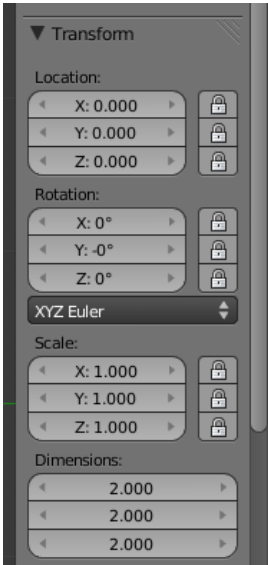 Transform
Location:
X: 0.000
Y: 0.000
Z: 0.000
Rotation:
X: 0°
Y: -0°
Z: 0°
XYZ Euler
Scale:
X: 1.000
Y: 1.000
Z: 1.000
Dimensions:
2.000
2.000
2.000